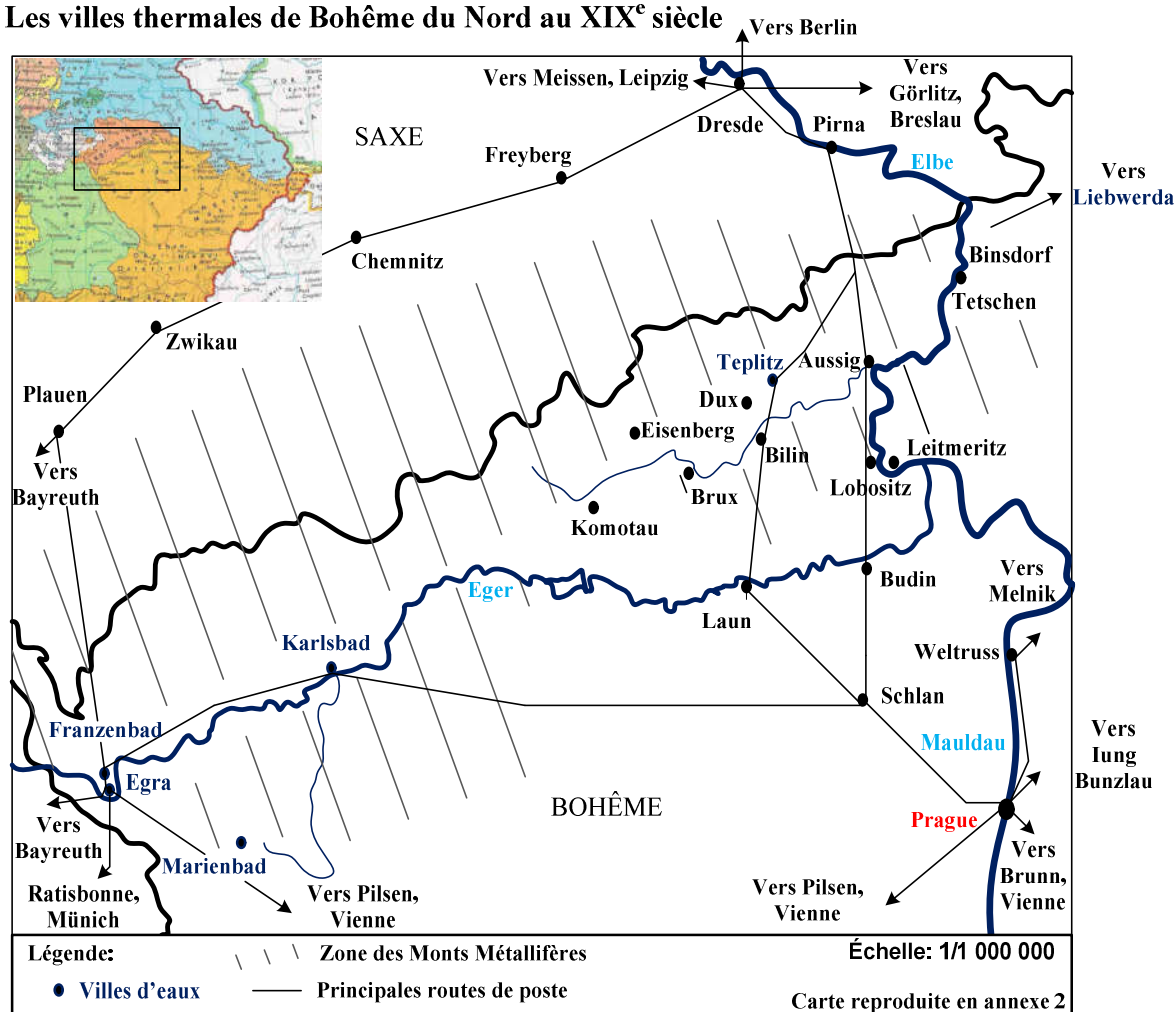 Les villes thermales de Bohême du Nord au XIXe siècle
Vers Berlin
Vers Meissen, Leipzig
Vers
Görlitz,
Breslau
Dresde
Pirna
SAXE
Freyberg
Elbe
Vers
Liebwerda
Chemnitz
Binsdorf
Tetschen
Zwikau
Teplitz
Aussig
Plauen
Dux
Eisenberg
Leitmeritz
Bilin
Vers
Bayreuth
Brux
Lobositz
Komotau
Eger
Budin
Vers
Melnik
Laun
Karlsbad
Weltruss
Schlan
Franzenbad
Mauldau
Vers
Iung
Bunzlau
Egra
BOHÊME
Prague
Vers
Bayreuth
Marienbad
Vers
Brunn,
Vienne
Ratisbonne,
Münich
Vers Pilsen,
Vienne
Vers Pilsen,
Vienne
Légende:
Zone des Monts Métallifères
Échelle: 1/1 000 000
Villes d'eaux
Principales routes de poste
Carte reproduite en annexe 2